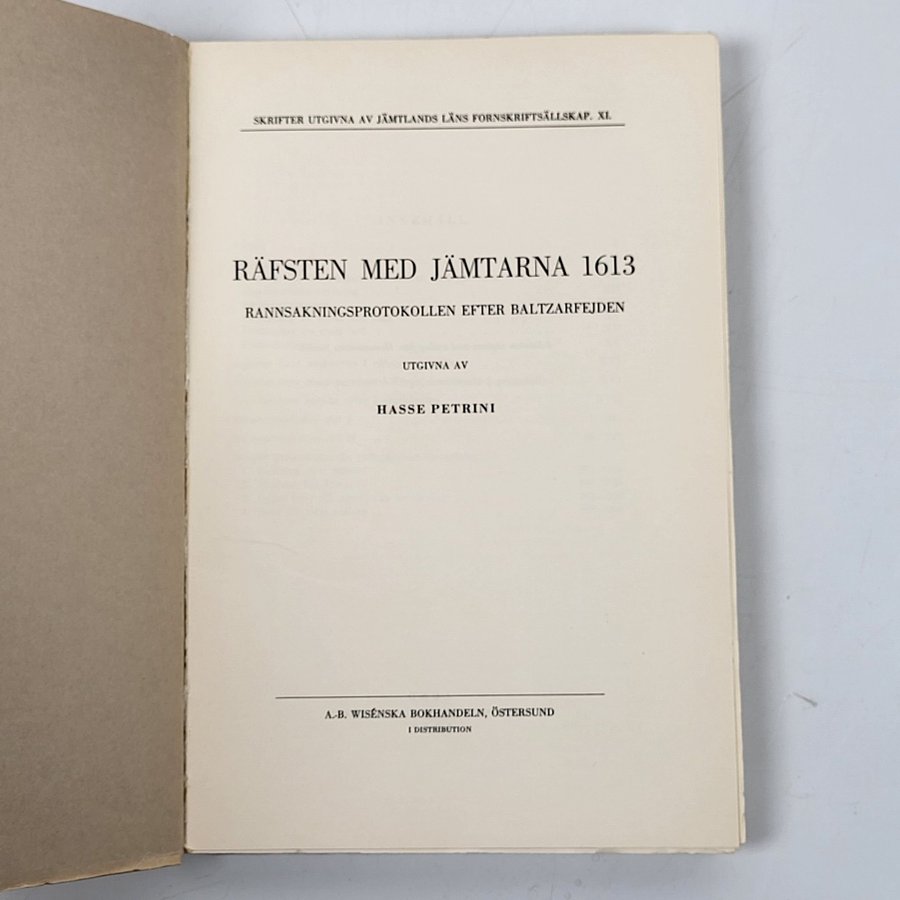 SKRIFTER UTGIVNA AV JÄMTLANDS LÄNS FORNSKRIFTSÄLLSKAP. XI.
RÄFSTEN MED JÄMTARNA 1613
RANNSAKNINGSPROTOKOLLEN EFTER BALTZARFEJDEN
UTGIVNA AV
HASSE PETRINI
A.-B. WISÉNSKA BOKHANDELN, ÖSTERSUND
I DISTRIBUTION